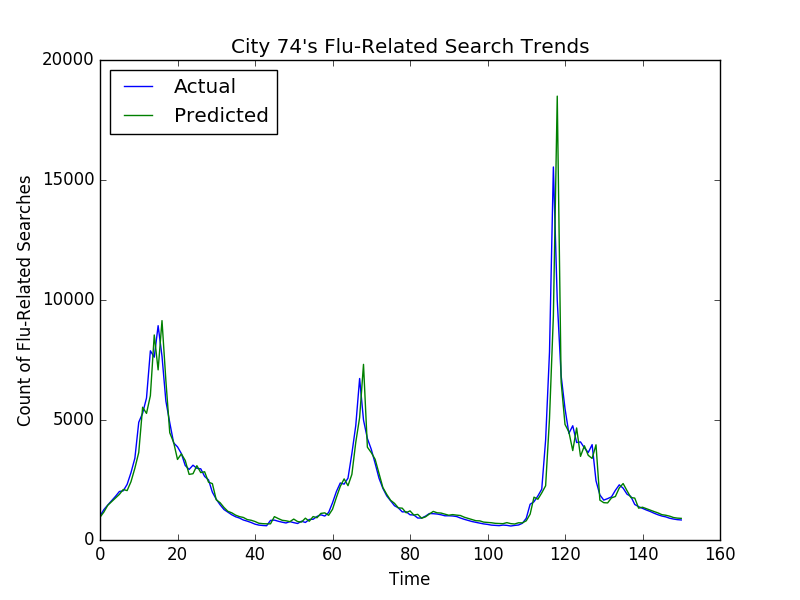 City 74's Flu-Related Search Trends
20000
15000
10000
5000
0
Count of Flu-Related Searches
Actual
Predicted
0 20 40 60 80 100 120 140 160
Time